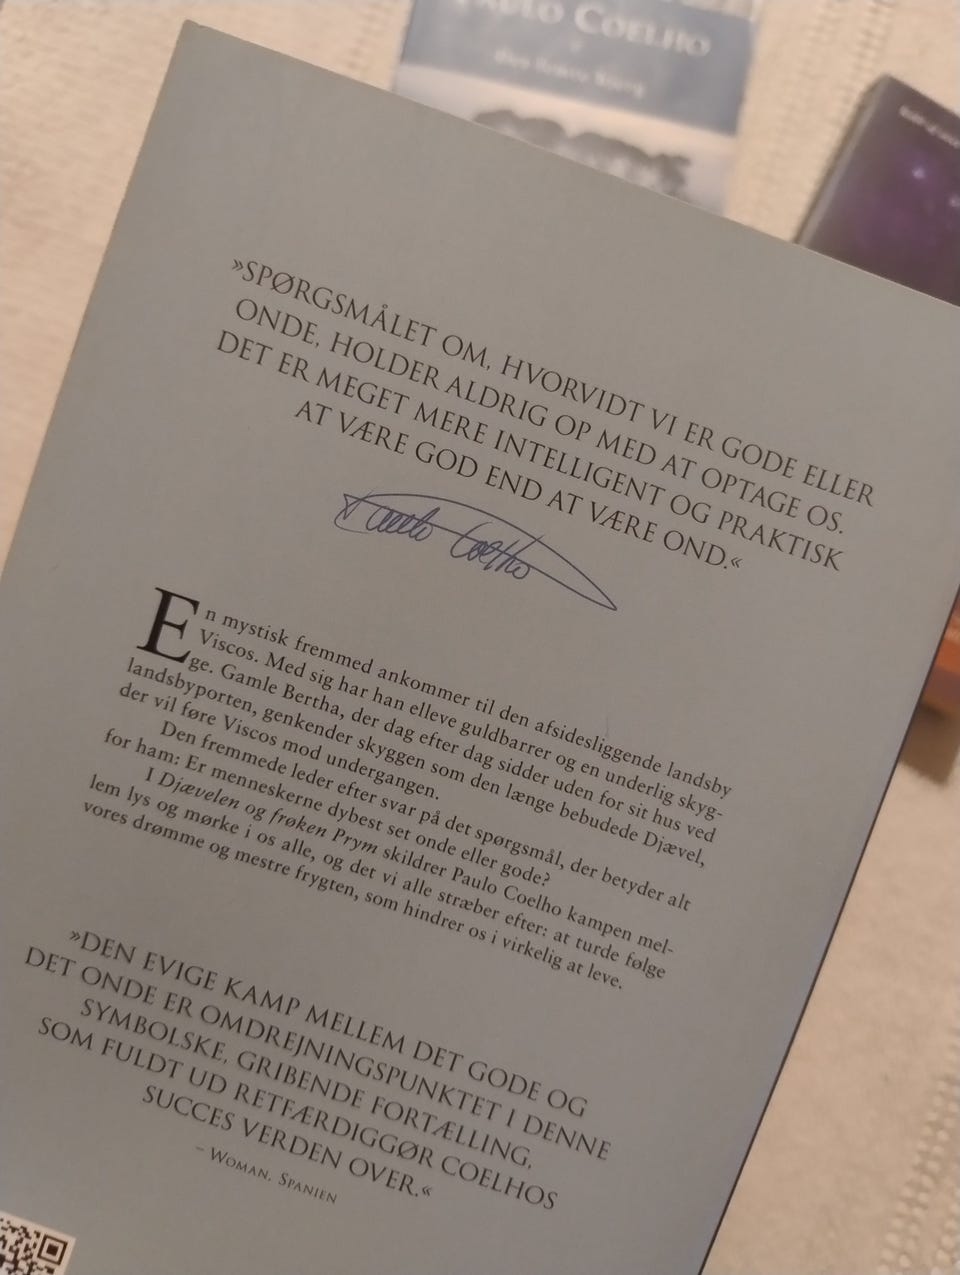 PAULO COELHO
»SPØRGSMÅLET OM, HVORVIDT VI ER GODE ELLER
ONDE, HOLDER ALDRIG OP MED AT OPTAGE OS.
DET ER MEGET MERE INTELLIGENT OG PRAKTISK
AT VÆRE GOD END AT VÆRE OND.«
Paulo Coelho
En mystisk fremmed ankommer til den afsidesliggende landsby
Viscos. Med sig har han elleve guldbarrer og en underlig skyg-
ge. Gamle Bertha, der dag efter dag sidder uden for sit hus ved
landsbyporten, genkender skyggen som den længe bebudede Djævel,
der vil føre Viscos mod undergangen.
Den fremmede leder efter svar på det spørgsmål, der betyder alt
for ham: Er menneskerne dybest set onde eller gode?
I Djævelen og frøken Prym skildrer Paulo Coelho kampen mel-
lem lys og mørke i os alle, og det vi alle stræber efter: at turde følge
vores drømme og mestre frygten, som hindrer os i virkelig at leve.
»DEN EVIGE KAMP MELLEM DET GODE OG
DET ONDE ER OMDREJNINGSPUNKTET I DENNE
SYMBOLSKE, GRIBENDE FORTÆLLING,
SOM FULDT UD RETFÆRDIGGØR COELHOS
SUCCES VERDEN OVER.«
– WOMAN, SPANIEN